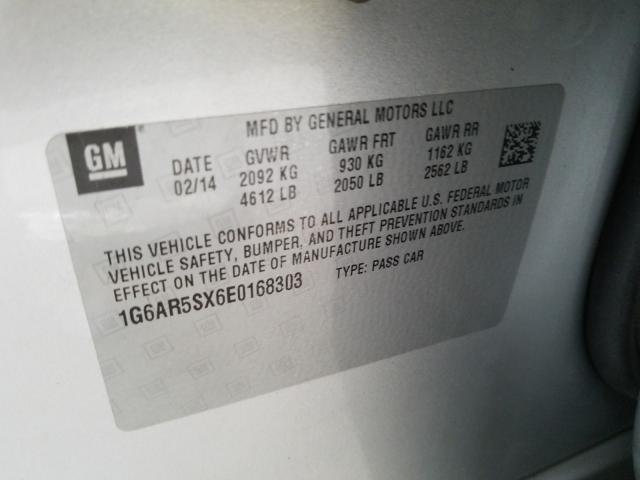 MFD BY GENERAL MOTORS LLC
GM
DATE GVWR GAWR FRT GAWR RR
02/14 2092 KG 930 KG 1162 KG
4612 LB 2050 LB 2562 LB
THIS VEHICLE CONFORMS TO ALL APPLICABLE U.S. FEDERAL MOTOR
VEHICLE SAFETY, BUMPER, AND THEFT PREVENTION STANDARDS IN
EFFECT ON THE DATE OF MANUFACTURE SHOWN ABOVE.
1G6AR5SX6E0168303 TYPE: PASS CAR